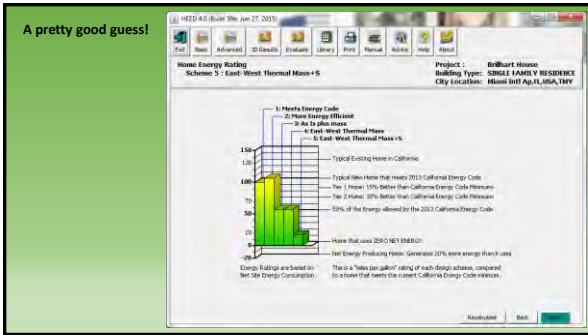 A pretty good guess!
HEED 4.0 (Build 39n: Jun 27, 2015)
Exit Basic Advanced 3D Results Evaluate Library Print Manual Advice Help About
Home Energy Rating
Scheme 5 : East-West Thermal Mass+S
Project : Brillhart House
Building Type: SINGLE FAMILY RESIDENCE
City Location: Miami Intl Ap,FL,USA,TMY
1: Meets Energy Code
2: More Energy Efficient
3: As Is plus mass
4: East-West Thermal Mass
5: East-West Thermal Mass+S
150
130
100
70
50
20
0
-20
Typical Existing Home in California
Typical New Home that meets 2013 California Energy Code
Tier 1 Home: 15% Better than California Energy Code Minimums
Tier 2 Home: 30% Better than California Energy Code Minimums
50% of the Energy allowed by the 2013 California Energy Code
Home that uses ZERO NET ENERGY
Net Energy Producing Home: Generates 20% more energy than it uses
Energy Ratings are based on
Net Site Energy Consumption.
This is a "miles per gallon" rating of each design scheme, compared
to a home that meets the current California Energy Code minimum.
Recalculate Back